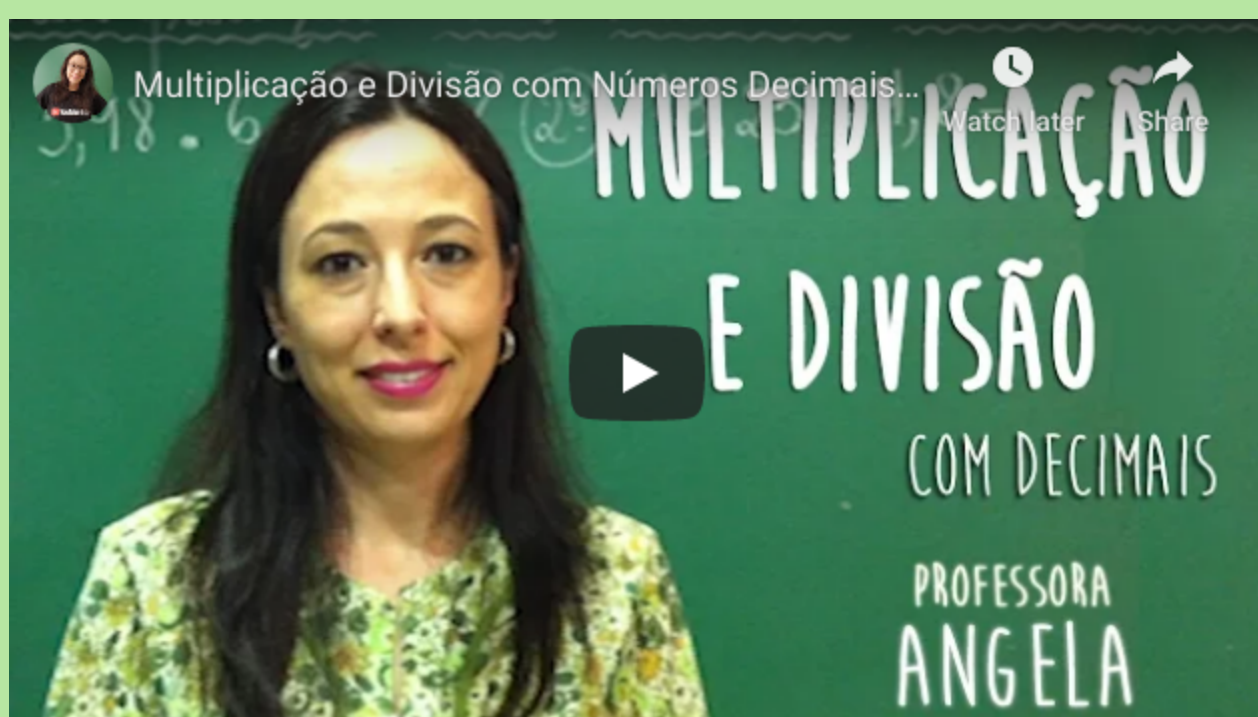 Multiplicação e Divisão com Números Decimais...
Watch later
Share
MULTIPLICAÇÃO
E DIVISÃO
COM DECIMAIS
PROFESSORA
ANGELA